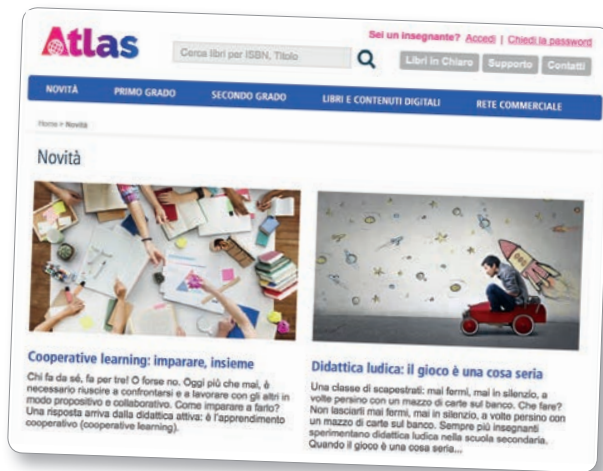 Atlas
Sei un insegnante? Accedi | Chiedi la password
Cerca libri per ISBN, Titolo
Libri in Chiaro Supporto Contatti
NOVITÀ PRIMO GRADO SECONDO GRADO LIBRI E CONTENUTI DIGITALI RETE COMMERCIALE
Home > Novità
Novità
Cooperative learning: imparare, insieme
Chi fa da sé, fa per tre! O forse no. Oggi più che mai, è
necessario riuscire a confrontarsi e a lavorare con gli altri in
modo propositivo e collaborativo. Come imparare a farlo?
Una risposta arriva dalla didattica attiva: è l'apprendimento
cooperativo (cooperative learning).
Didattica ludica: il gioco è una cosa seria
Una classe di scapestrati: mai fermi, mai in silenzio, a
volte persino con un mazzo di carte sul banco. Che fare?
Non lasciarli mai fermi, mai in silenzio, a volte persino con
un mazzo di carte sul banco. Sempre più insegnanti
sperimentano didattica ludica nella scuola secondaria.
Quando il gioco è una cosa seria...